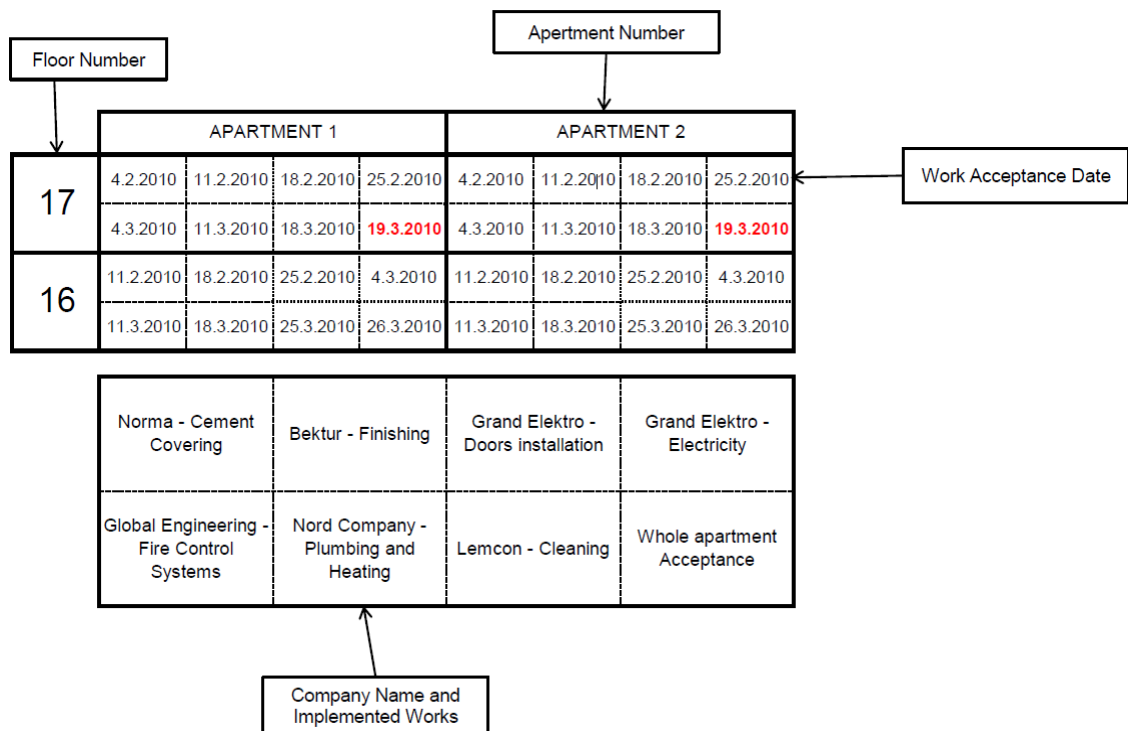 Apertment Number
Floor Number
APARTMENT 1 APARTMENT 2
17
4.2.2010 11.2.2010 18.2.2010 25.2.2010 4.2.2010 11.2.2010 18.2.2010 25.2.2010
Work Acceptance Date
4.3.2010 11.3.2010 18.3.2010 19.3.2010 4.3.2010 11.3.2010 18.3.2010 19.3.2010
16
11.2.2010 18.2.2010 25.2.2010 4.3.2010 11.2.2010 18.2.2010 25.2.2010 4.3.2010
11.3.2010 18.3.2010 25.3.2010 26.3.2010 11.3.2010 18.3.2010 25.3.2010 26.3.2010
Norma - Cement
Covering
Bektur - Finishing
Grand Elektro -
Doors installation
Grand Elektro -
Electricity
Global Engineering -
Fire Control
Systems
Nord Company -
Plumbing and
Heating
Lemcon - Cleaning
Whole apartment
Acceptance
Company Name and
Implemented Works